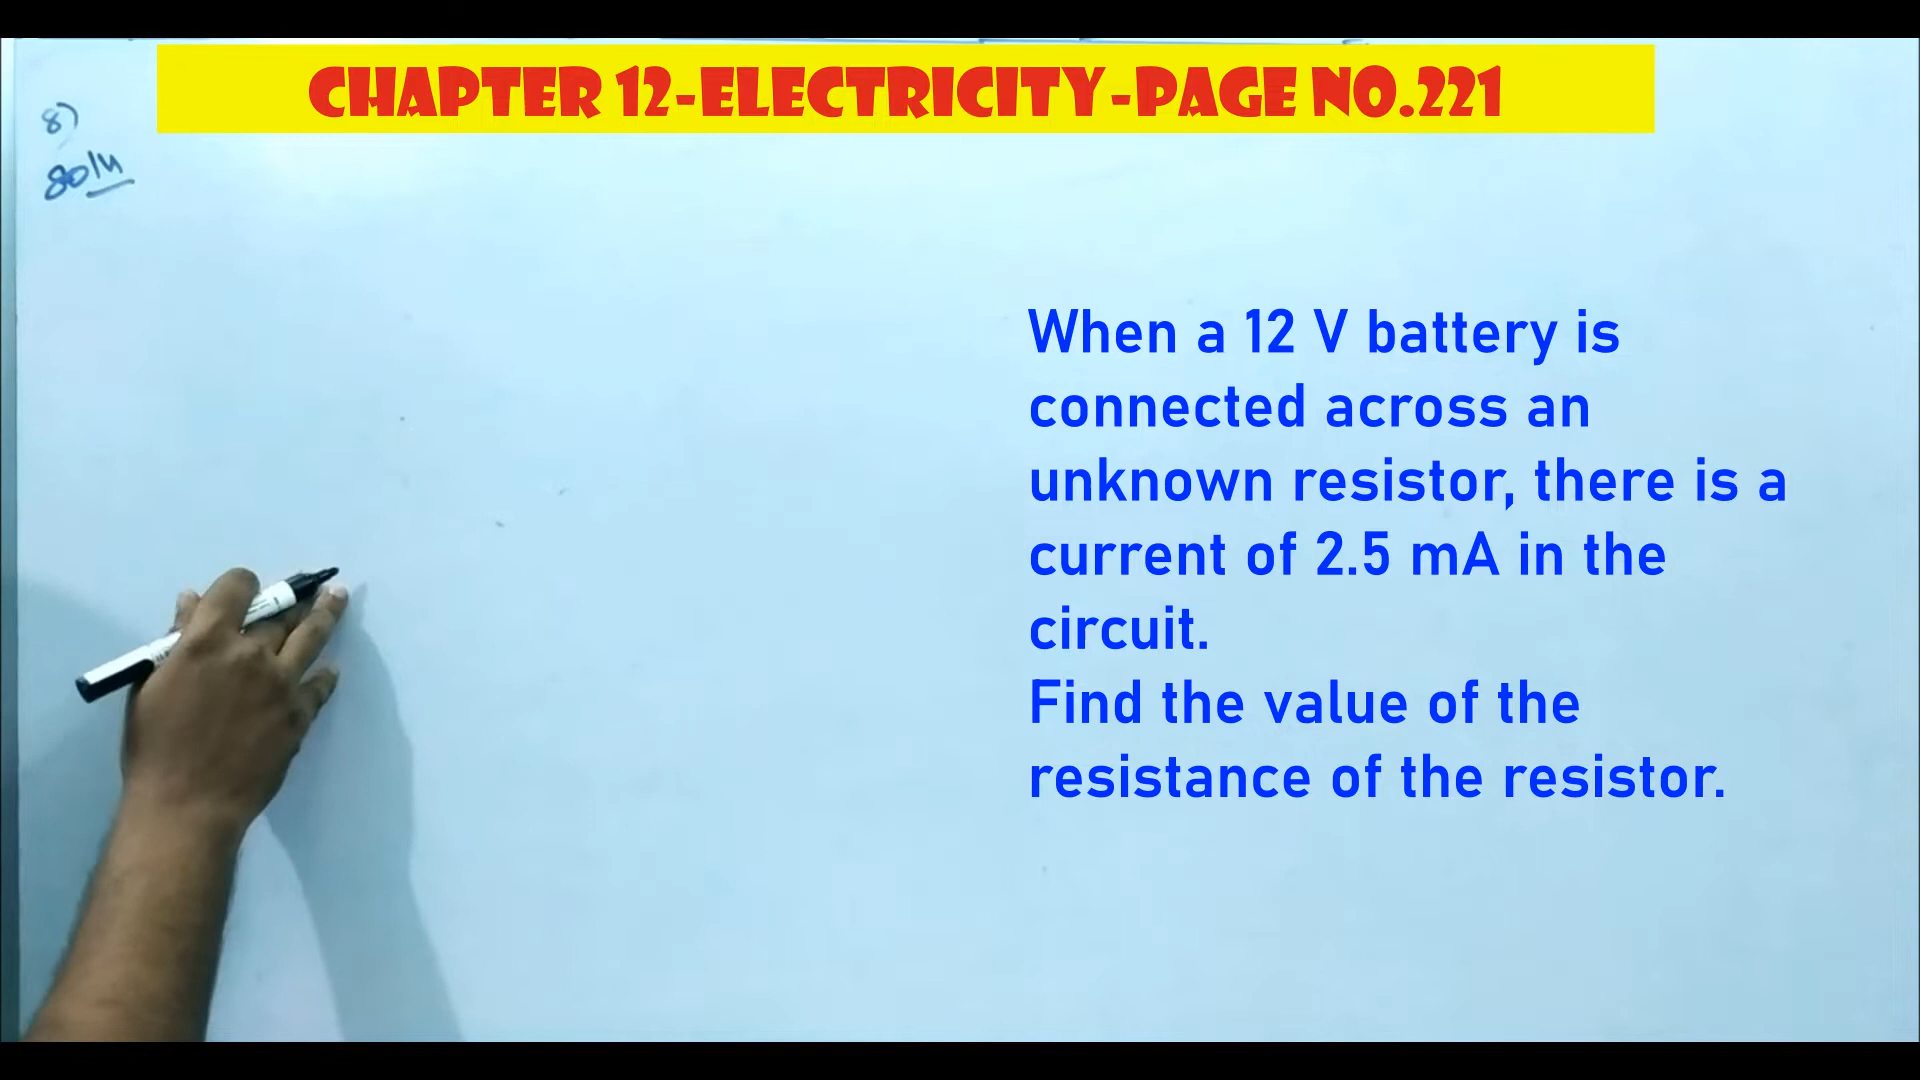 CHAPTER 12-ELECTRICITY-PAGE NO.221
8)
Soln
When a 12 V battery is
connected across an
unknown resistor, there is a
current of 2.5 mA in the
circuit.
Find the value of the
resistance of the resistor.